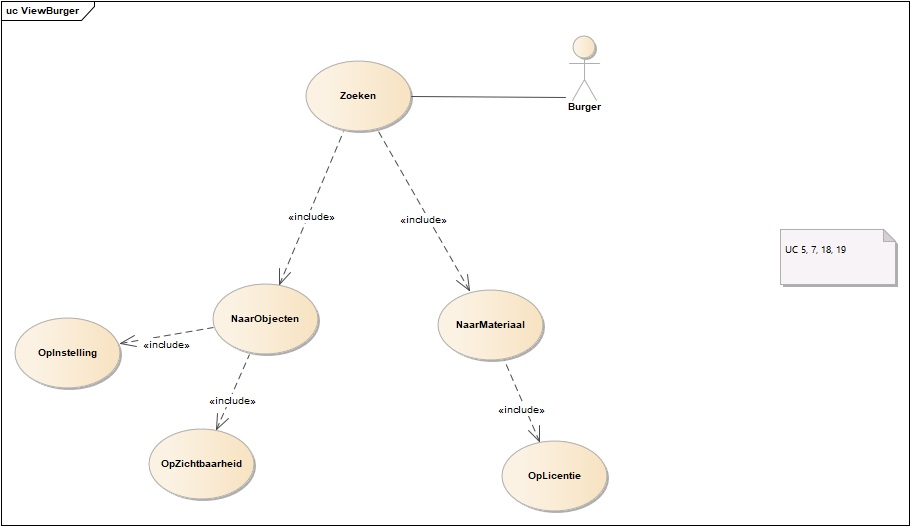 uc ViewBurger
Zoeken
Burger
«include»
«include»
UC 5, 7, 18, 19
NaarObjecten
NaarMateriaal
«include»
OpInstelling
«include»
«include»
OpZichtbaarheid
OpLicentie